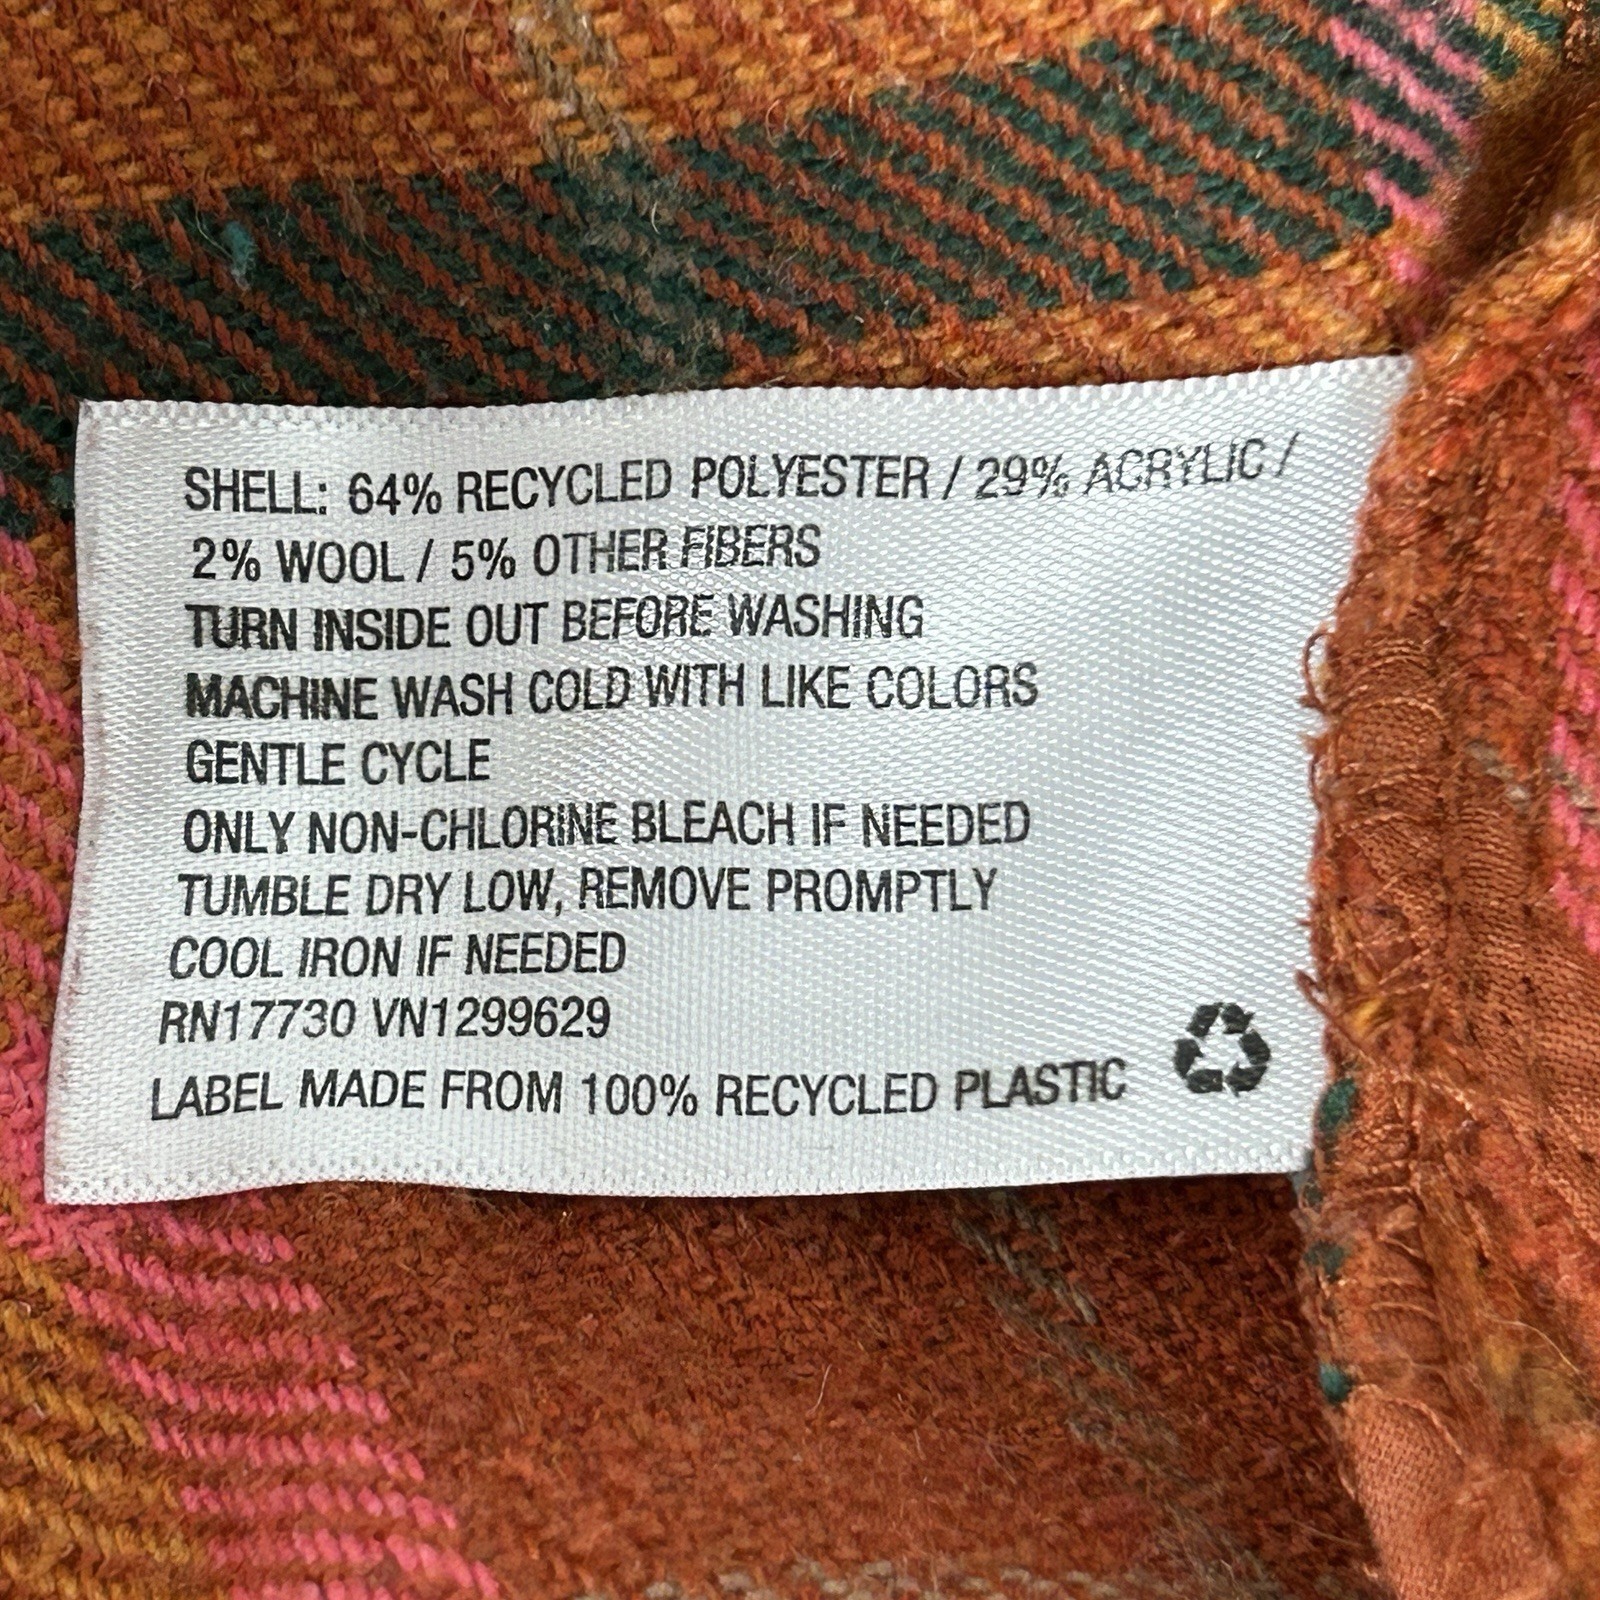 SHELL: 64% RECYCLED POLYESTER / 29% ACRYLIC /
2% WOOL / 5% OTHER FIBERS
TURN INSIDE OUT BEFORE WASHING
MACHINE WASH COLD WITH LIKE COLORS
GENTLE CYCLE
ONLY NON-CHLORINE BLEACH IF NEEDED
TUMBLE DRY LOW, REMOVE PROMPTLY
COOL IRON IF NEEDED
RN17730 VN1299629
LABEL MADE FROM 100% RECYCLED PLASTIC